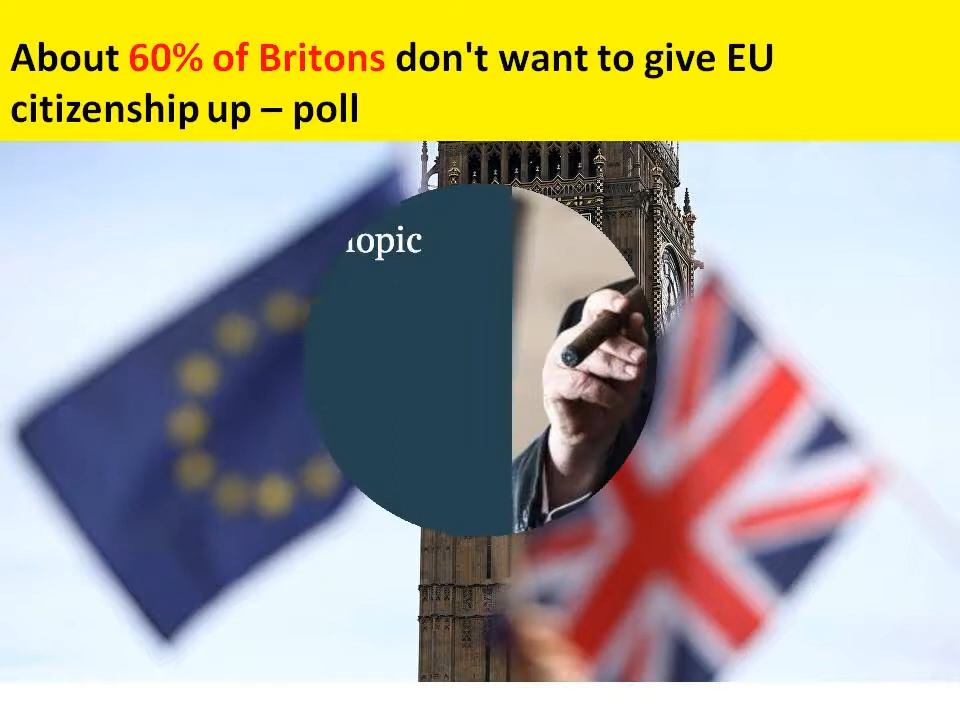 About 60% of Britons don't want to give EU
citizenship up – poll